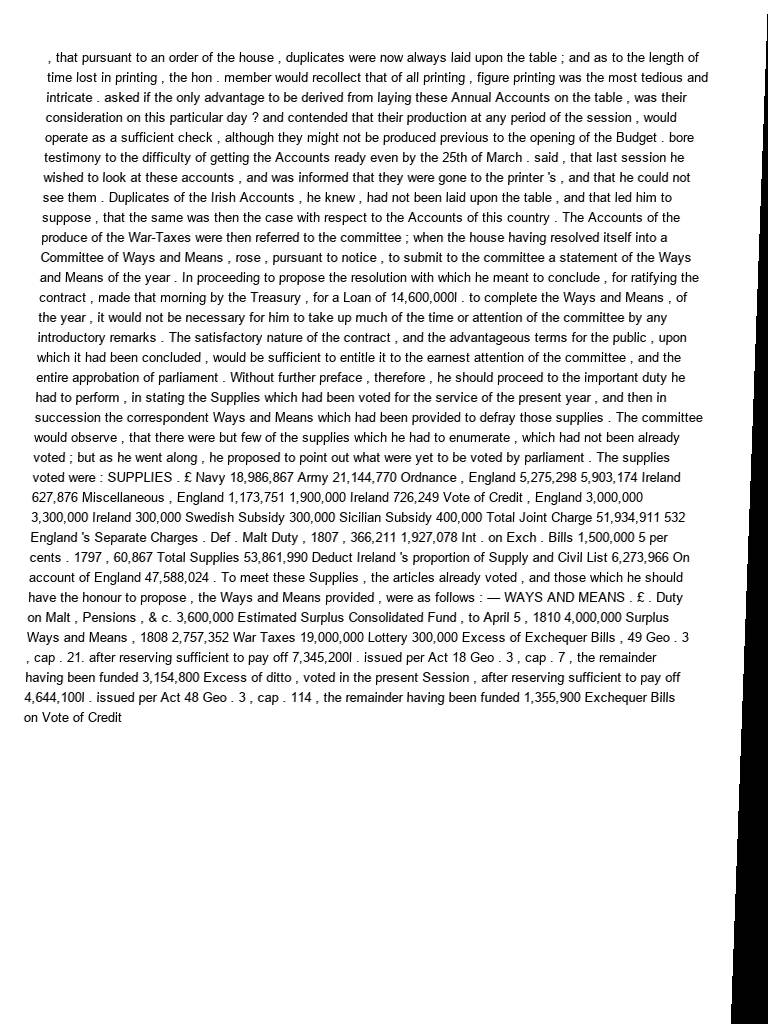 , that pursuant to an order of the house , duplicates were now always laid upon the table ; and as to the length of
time lost in printing , the hon . member would recollect that of all printing , figure printing was the most tedious and
intricate . asked if the only advantage to be derived from laying these Annual Accounts on the table , was their
consideration on this particular day ? and contended that their production at any period of the session , would
operate as a sufficient check , although they might not be produced previous to the opening of the Budget . bore
testimony to the difficulty of getting the Accounts ready even by the 25th of March . said , that last session he
wished to look at these accounts , and was informed that they were gone to the printer 's , and that he could not
see them . Duplicates of the Irish Accounts , he knew , had not been laid upon the table , and that led him to
suppose , that the same was then the case with respect to the Accounts of this country . The Accounts of the
produce of the War-Taxes were then referred to the committee ; when the house having resolved itself into a
Committee of Ways and Means , rose , pursuant to notice , to submit to the committee a statement of the Ways
and Means of the year . In proceeding to propose the resolution with which he meant to conclude , for ratifying the
contract , made that morning by the Treasury , for a Loan of 14,600,000l . to complete the Ways and Means , of
the year , it would not be necessary for him to take up much of the time or attention of the committee by any
introductory remarks . The satisfactory nature of the contract , and the advantageous terms for the public , upon
which it had been concluded , would be sufficient to entitle it to the earnest attention of the committee , and the
entire approbation of parliament . Without further preface , therefore , he should proceed to the important duty he
had to perform , in stating the Supplies which had been voted for the service of the present year , and then in
succession the correspondent Ways and Means which had been provided to defray those supplies . The committee
would observe , that there were but few of the supplies which he had to enumerate , which had not been already
voted ; but as he went along , he proposed to point out what were yet to be voted by parliament . The supplies
voted were : SUPPLIES . £ Navy 18,986,867 Army 21,144,770 Ordnance , England 5,275,298 5,903,174 Ireland
627,876 Miscellaneous , England 1,173,751 1,900,000 Ireland 726,249 Vote of Credit , England 3,000,000
3,300,000 Ireland 300,000 Swedish Subsidy 300,000 Sicilian Subsidy 400,000 Total Joint Charge 51,934,911 532
England 's Separate Charges . Def . Malt Duty , 1807 , 366,211 1,927,078 Int . on Exch . Bills 1,500,000 5 per
cents . 1797 , 60,867 Total Supplies 53,861,990 Deduct Ireland 's proportion of Supply and Civil List 6,273,966 On
account of England 47,588,024 . To meet these Supplies , the articles already voted , and those which he should
have the honour to propose , the Ways and Means provided , were as follows : — WAYS AND MEANS . £ . Duty
on Malt , Pensions , & c. 3,600,000 Estimated Surplus Consolidated Fund , to April 5 , 1810 4,000,000 Surplus
Ways and Means , 1808 2,757,352 War Taxes 19,000,000 Lottery 300,000 Excess of Exchequer Bills , 49 Geo . 3
, cap . 21. after reserving sufficient to pay off 7,345,200l . issued per Act 18 Geo . 3 , cap . 7 , the remainder
having been funded 3,154,800 Excess of ditto , voted in the present Session , after reserving sufficient to pay off
4,644,100l . issued per Act 48 Geo . 3 , cap . 114 , the remainder having been funded 1,355,900 Exchequer Bills
on Vote of Credit